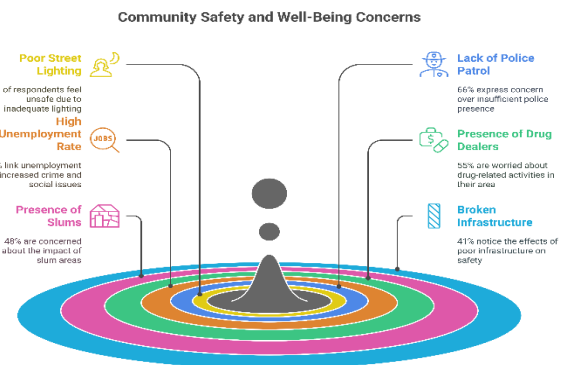 Community Safety and Well-Being Concerns
Poor Street
Lighting
of respondents feel
unsafe due to
inadequate lighting
High
Unemployment
Rate
JOBS
link unemployment
increased crime and
social issues
Presence of
Slums
48% are concerned
about the impact of
slum areas
Lack of Police
Patrol
66% express concern
over insufficient police
presence
Presence of Drug
Dealers
55% are worried about
drug-related activities in
their area
Broken
Infrastructure
41% notice the effects of
poor infrastructure on
safety